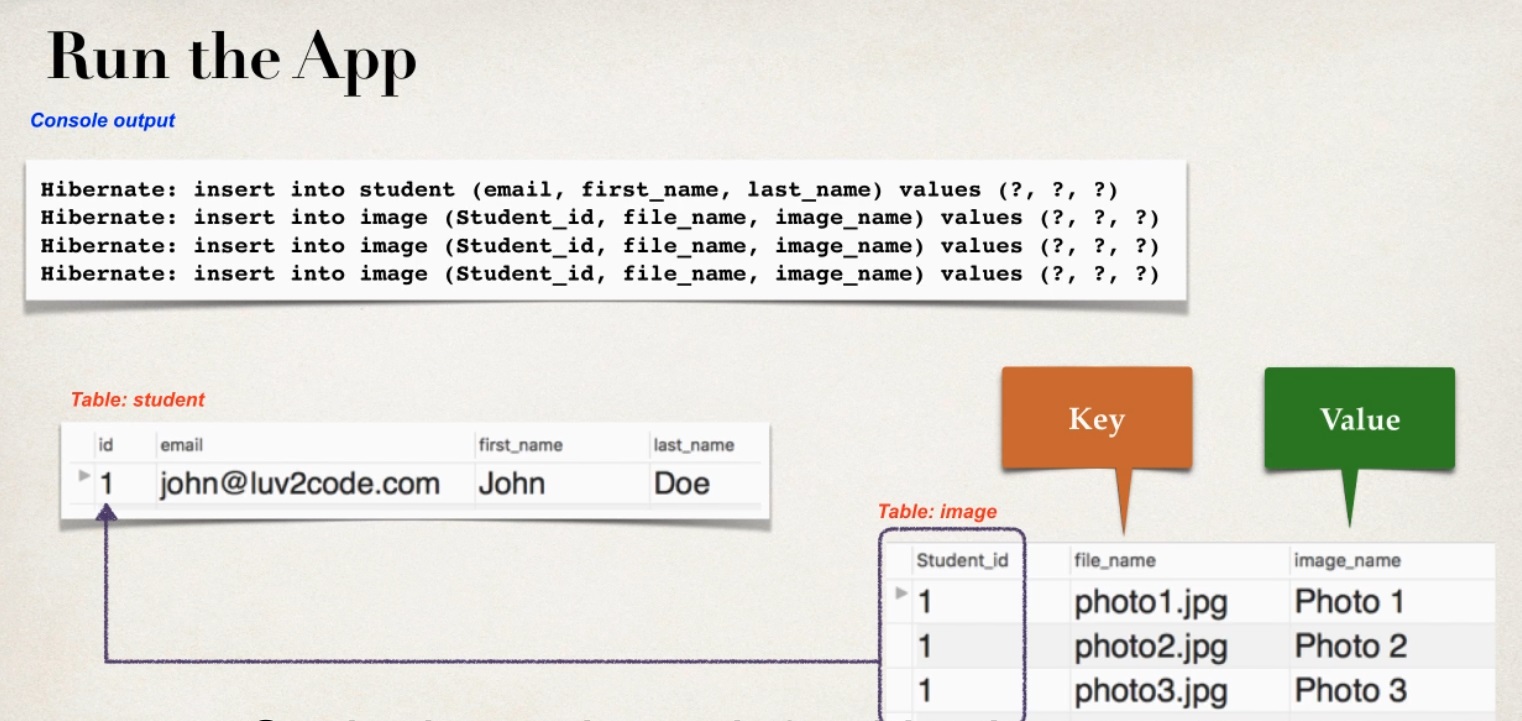 Run the App
Console output
Hibernate: insert into student (email, first_name, last_name) values (?, ?, ?)
Hibernate: insert into image (Student_id, file_name, image_name) values (?, ?, ?)
Hibernate: insert into image (Student_id, file_name, image_name) values (?, ?, ?)
Hibernate: insert into image (Student_id, file_name, image_name) values (?, ?, ?)
Table: student
id email first_name last_name
1 john@luv2code.com John Doe
Key
Value
Table: image
Student_id file_name image_name
1 photo1.jpg Photo 1
1 photo2.jpg Photo 2
1 photo3.jpg Photo 3